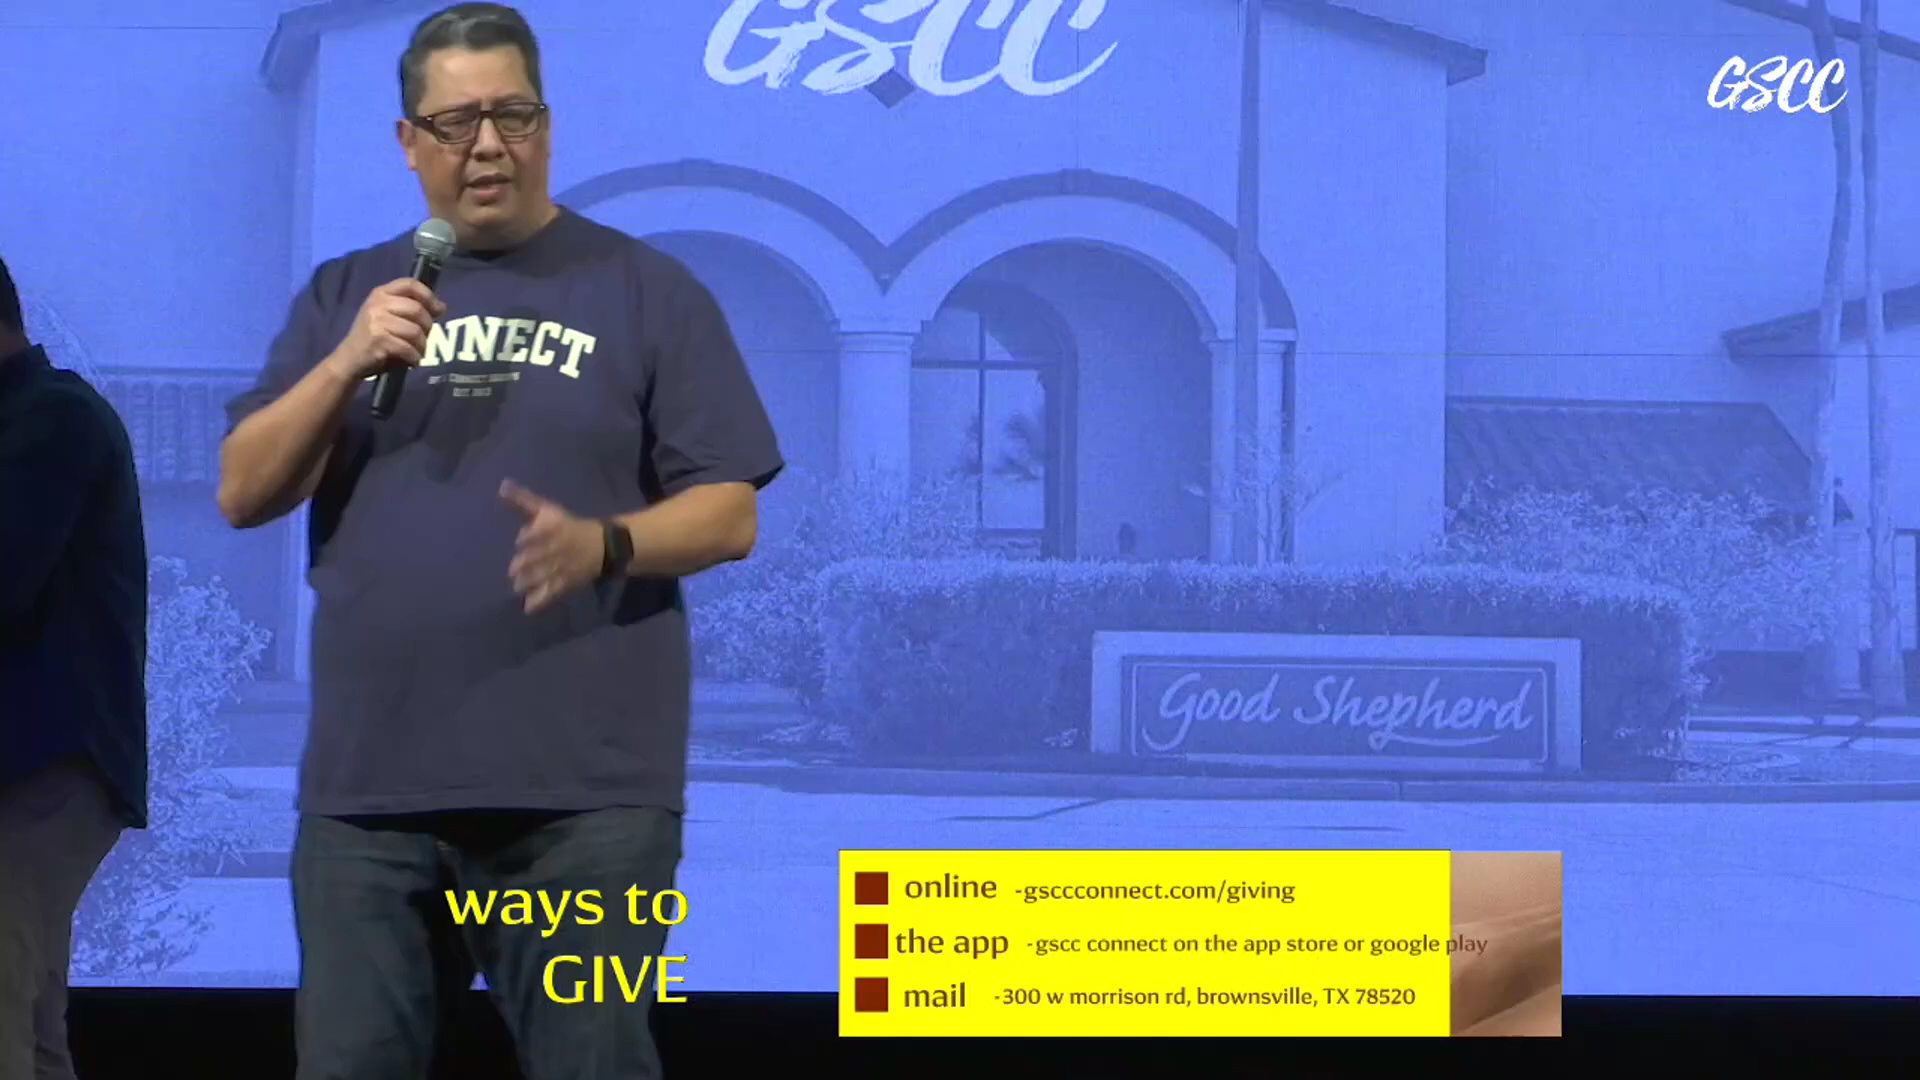 GSCC
GSCC
NNECT
Good Shepherd
ways to
GIVE
online -gsccconnect.com/giving
the app -gscc connect on the app store or google play
mail -300 w morrison rd, brownsville, TX 78520